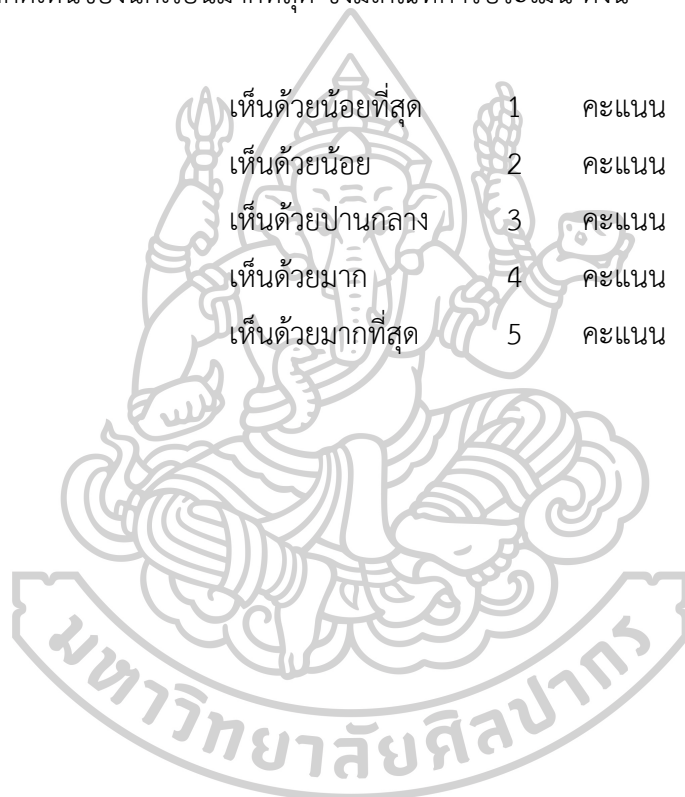 เห็นด้วยน้อยที่สุด 1 คะแนน
เห็นด้วยน้อย 2 คะแนน
เห็นด้วยปานกลาง 3 คะแนน
เห็นด้วยมาก 4 คะแนน
เห็นด้วยมากที่สุด 5 คะแนน
มหาวิทยาลัยศิลปากร